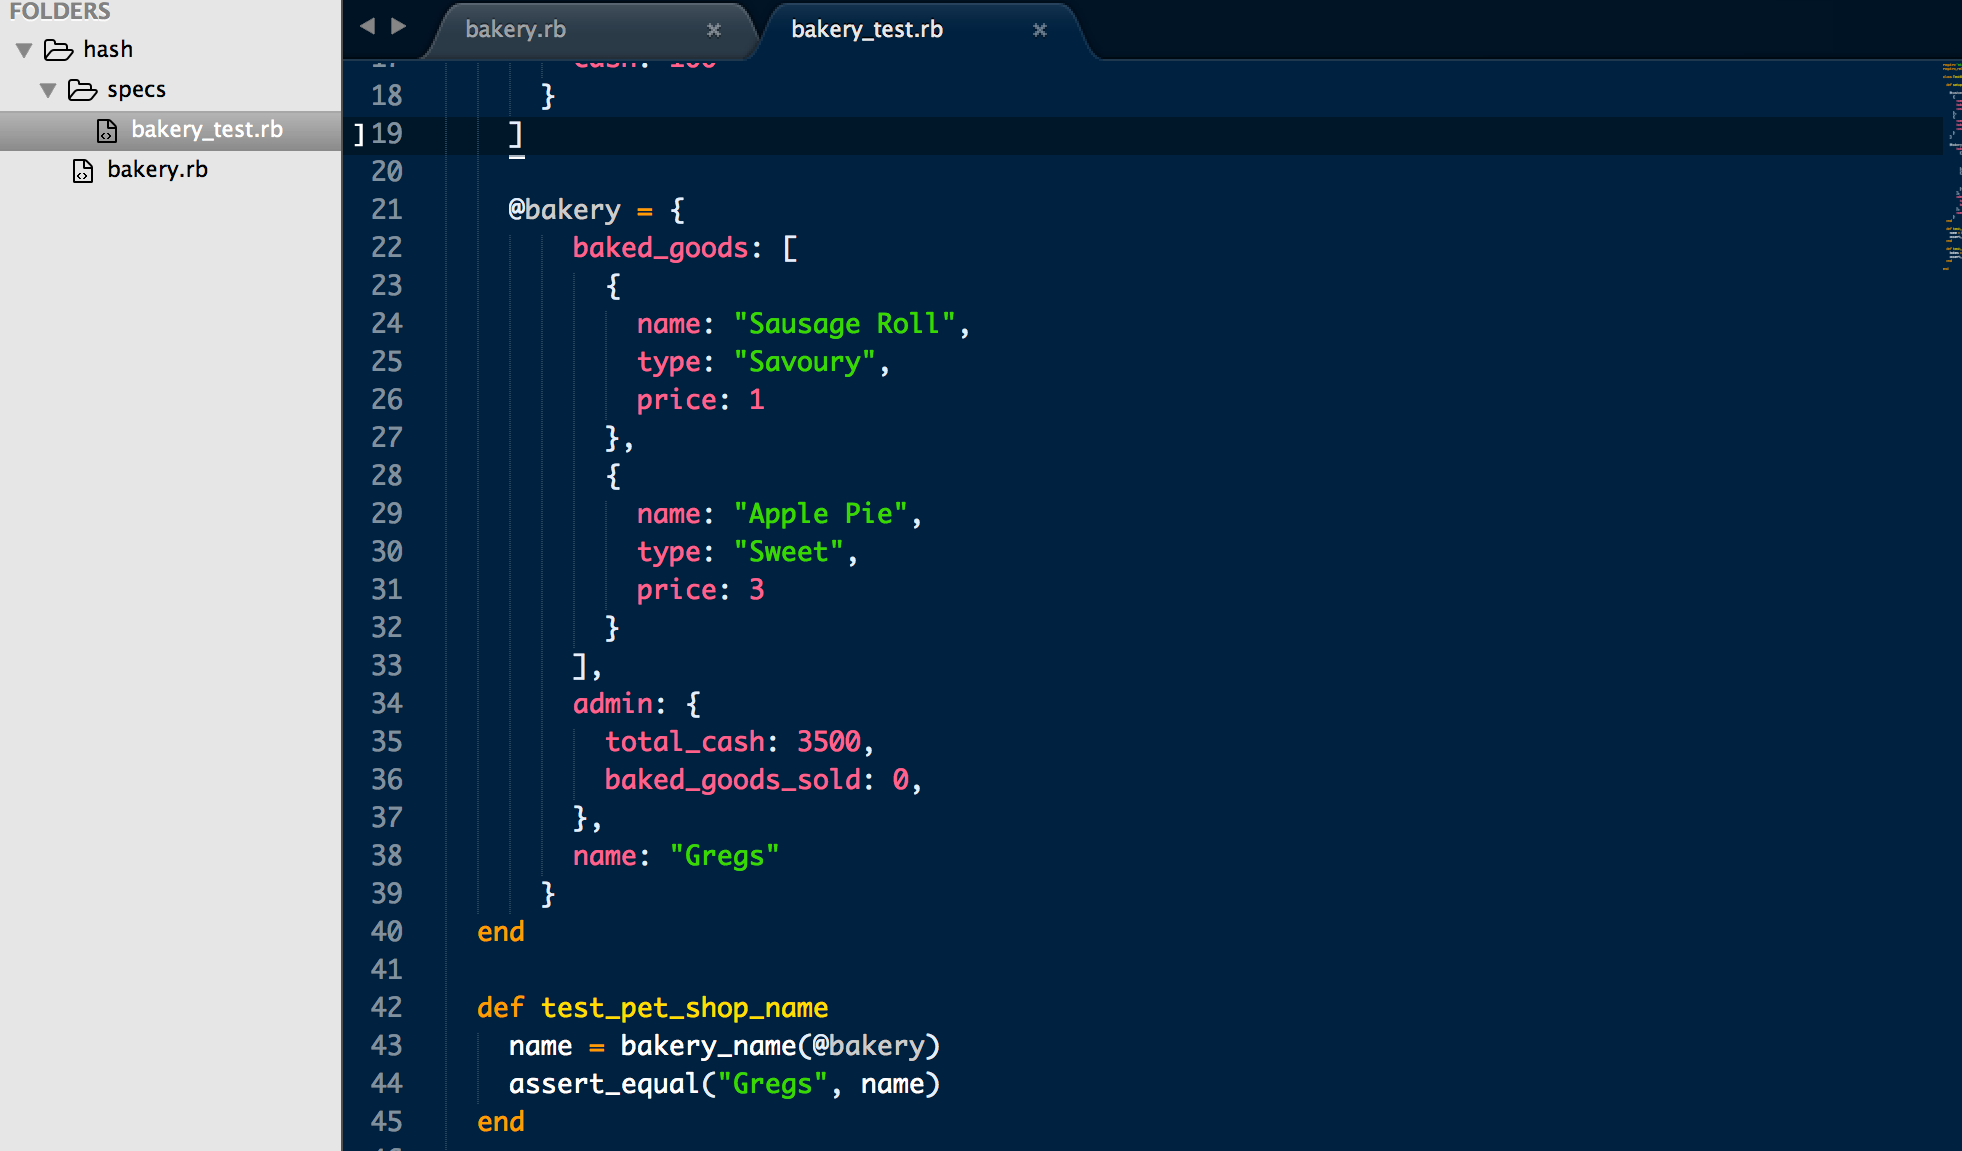 FOLDERS
hash
specs
bakery_test.rb
bakery.rb
bakery.rb × bakery_test.rb ×
17 cash: 100
18 }
]19 ]
20
21 @bakery = {
22 baked_goods: [
23 {
24 name: "Sausage Roll",
25 type: "Savoury",
26 price: 1
27 },
28 {
29 name: "Apple Pie",
30 type: "Sweet",
31 price: 3
32 }
33 ],
34 admin: {
35 total_cash: 3500,
36 baked_goods_sold: 0,
37 },
38 name: "Gregs"
39 }
40 end
41
42 def test_pet_shop_name
43 name = bakery_name(@bakery)
44 assert_equal("Gregs", name)
45 end